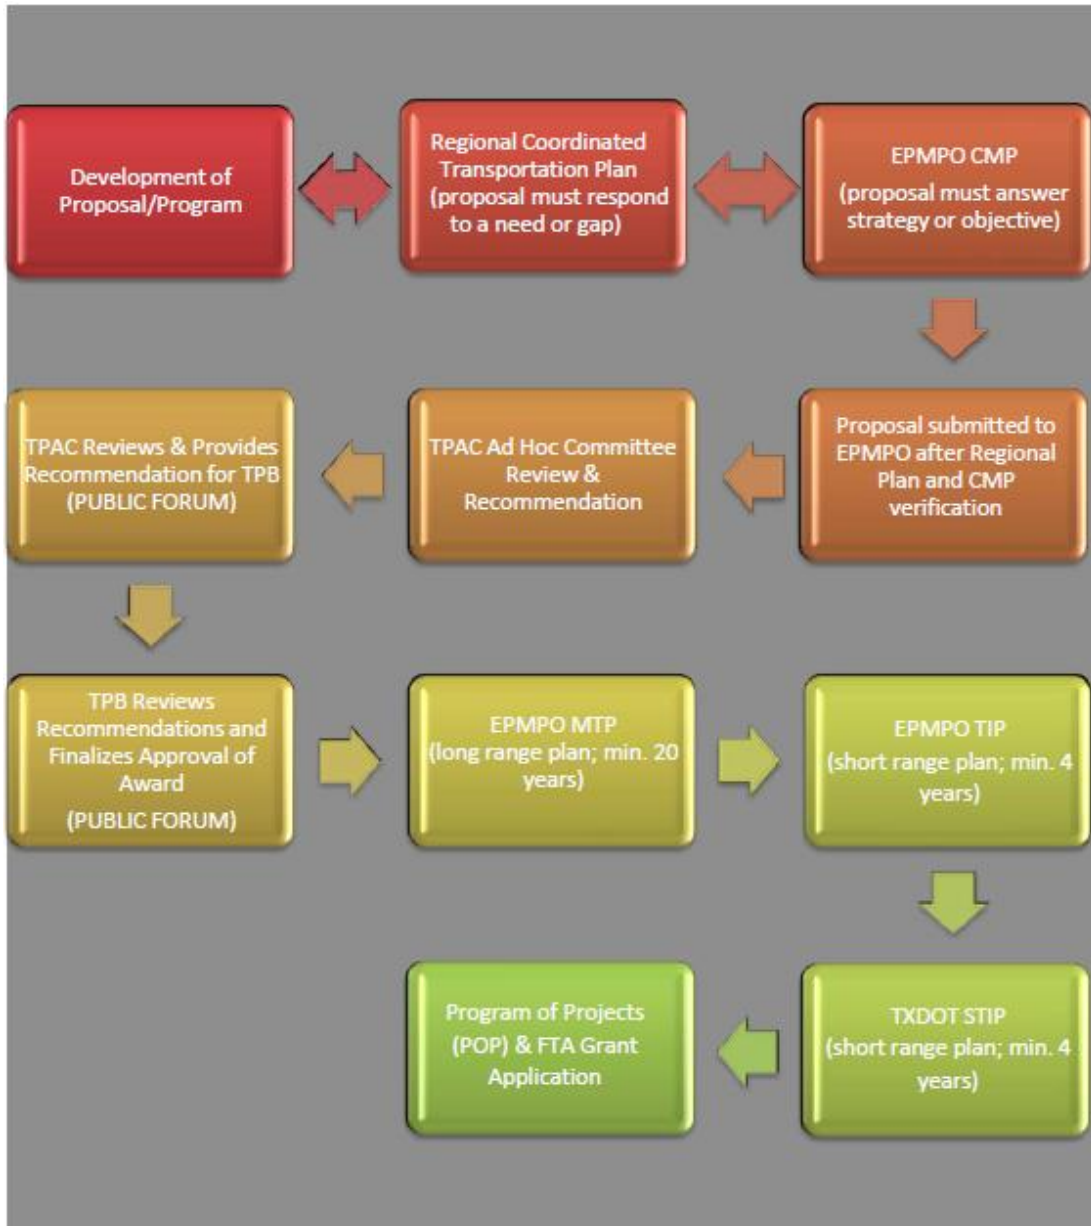 Development of
Proposal/Program
Regional Coordinated
Transportation Plan
(proposal must respond
to a need or gap)
EPMPO CMP
(proposal must answer
strategy or objective)
Proposal submitted to
EPMPO after Regional
Plan and CMP
verification
TPAC Ad Hoc Committee
Review &
Recommendation
TPAC Reviews & Provides
Recommendation for TPB
(PUBLIC FORUM)
TPB Reviews
Recommendations and
Finalizes Approval of
Award
(PUBLIC FORUM)
EPMPO MTP
(long range plan; min. 20
years)
EPMPO TIP
(short range plan; min. 4
years)
TXDOT STIP
(short range plan; min. 4
years)
Program of Projects
(POP) & FTA Grant
Application